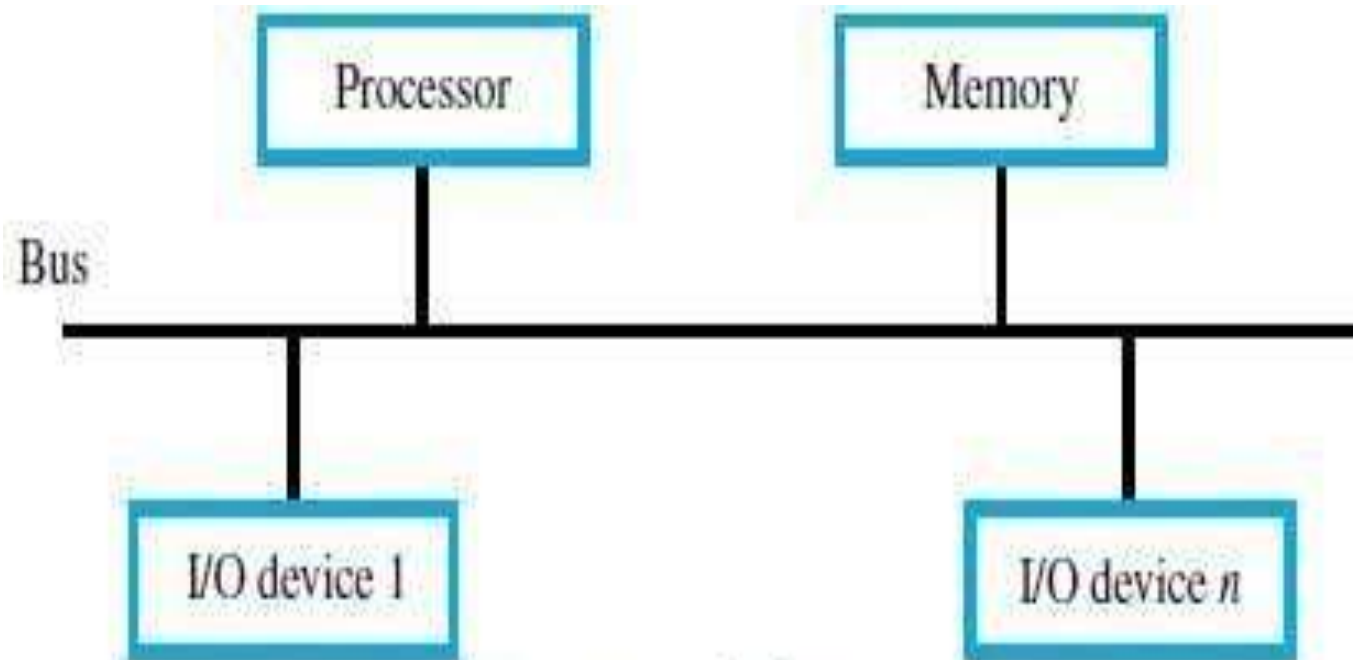 Processor
Memory
Bus
I/O device 1
I/O device n